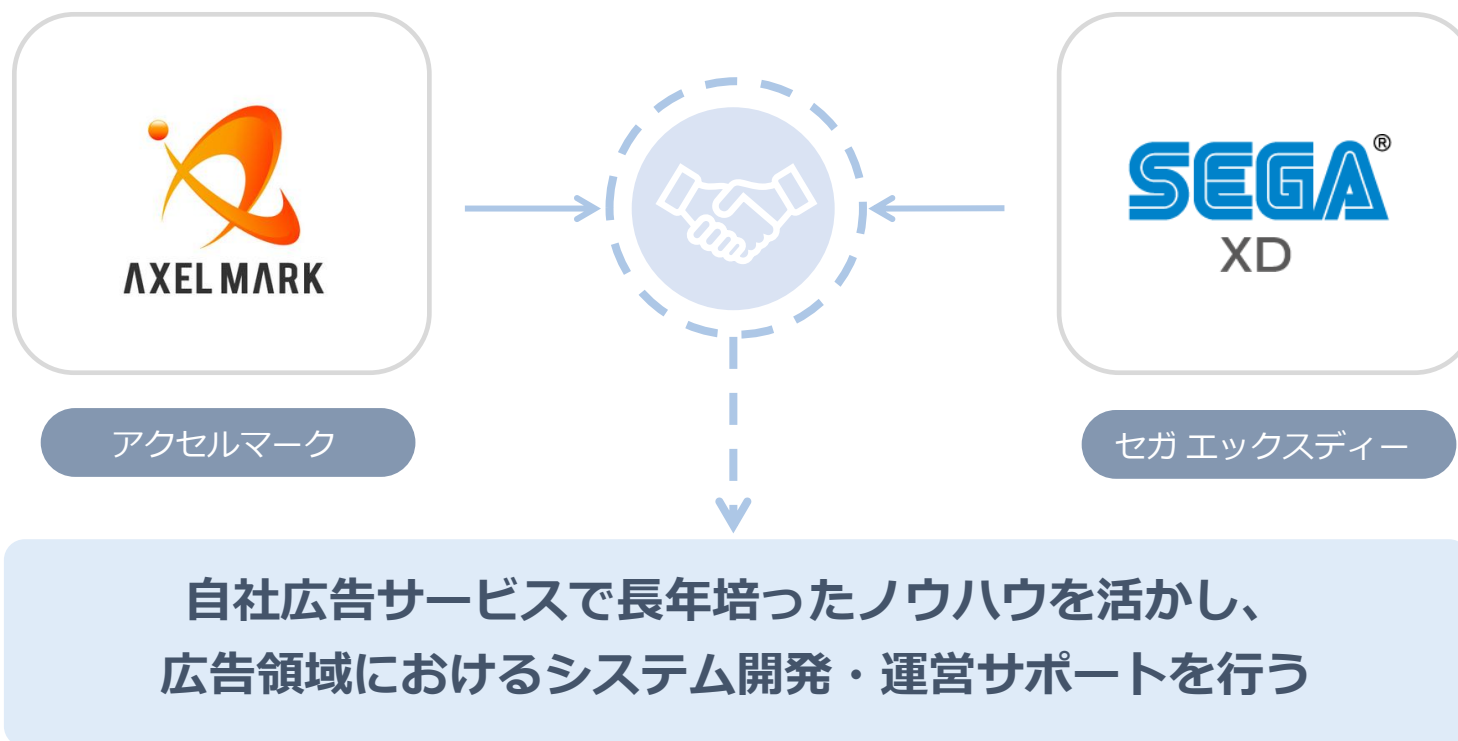 AXEL MARK
SEGA®
XD
アクセルマーク
セガ エックスディー
自社広告サービスで長年培ったノウハウを活かし、
広告領域におけるシステム開発・運営サポートを行う